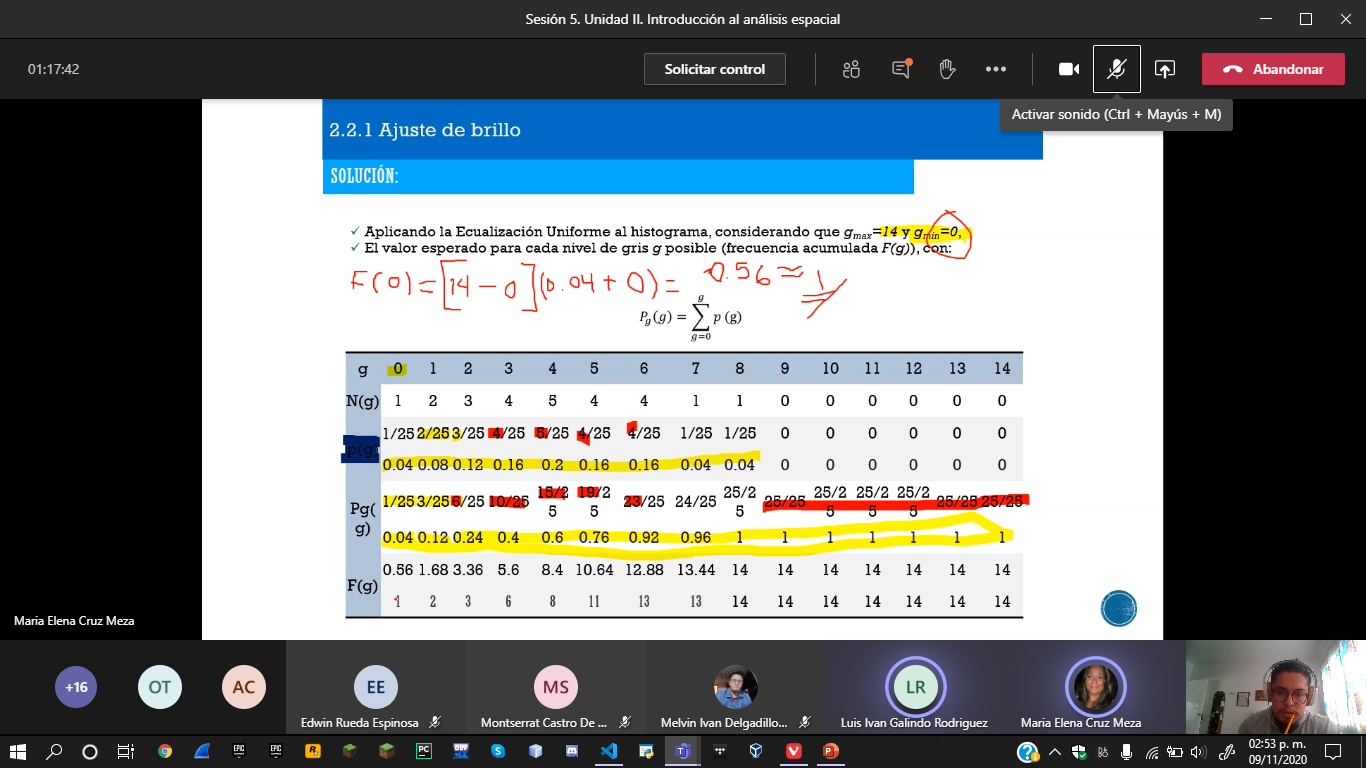 Sesión 5. Unidad II. Introducción al análisis espacial
01:17:42
Solicitar control
Abandonar
Activar sonido (Ctrl + Mayús + M)
2.2.1 Ajuste de brillo
SOLUCIÓN:
✓ Aplicando la Ecualización Uniforme al histograma, considerando que gmax=14 y gmin=0,
✓ El valor esperado para cada nivel de gris g posible (frecuencia acumulada F(g)), con:
F(0) = [14 - 0] (0.04 + 0) = 0.56 ≈ 1
Pg(g) = ∑ g g=0 p (g)
g 0 1 2 3 4 5 6 7 8 9 10 11 12 13 14
N(g) 1 2 3 4 5 4 4 1 1 0 0 0 0 0 0
p(g) 1/25 2/25 3/25 4/25 5/25 4/25 4/25 1/25 1/25 0 0 0 0 0 0
0.04 0.08 0.12 0.16 0.2 0.16 0.16 0.04 0.04 0 0 0 0 0 0
Pg(g) 1/25 3/25 6/25 10/25 15/25 19/25 23/25 24/25 25/25 25/25 25/25 25/25 25/25 25/25 25/25
0.04 0.12 0.24 0.4 0.6 0.76 0.92 0.96 1 1 1 1 1 1 1
F(g) 0.56 1.68 3.36 5.6 8.4 10.64 12.88 13.44 14 14 14 14 14 14 14
1 2 3 6 8 11 13 13 14 14 14 14 14 14 14
Maria Elena Cruz Meza
+16
OT
AC
EE
MS
LR
Edwin Rueda Espinosa
Montserrat Castro De ...
Melvin Ivan Delgadillo...
Luis Ivan Galindo Rodriguez
Maria Elena Cruz Meza
02:53 p. m.
09/11/2020